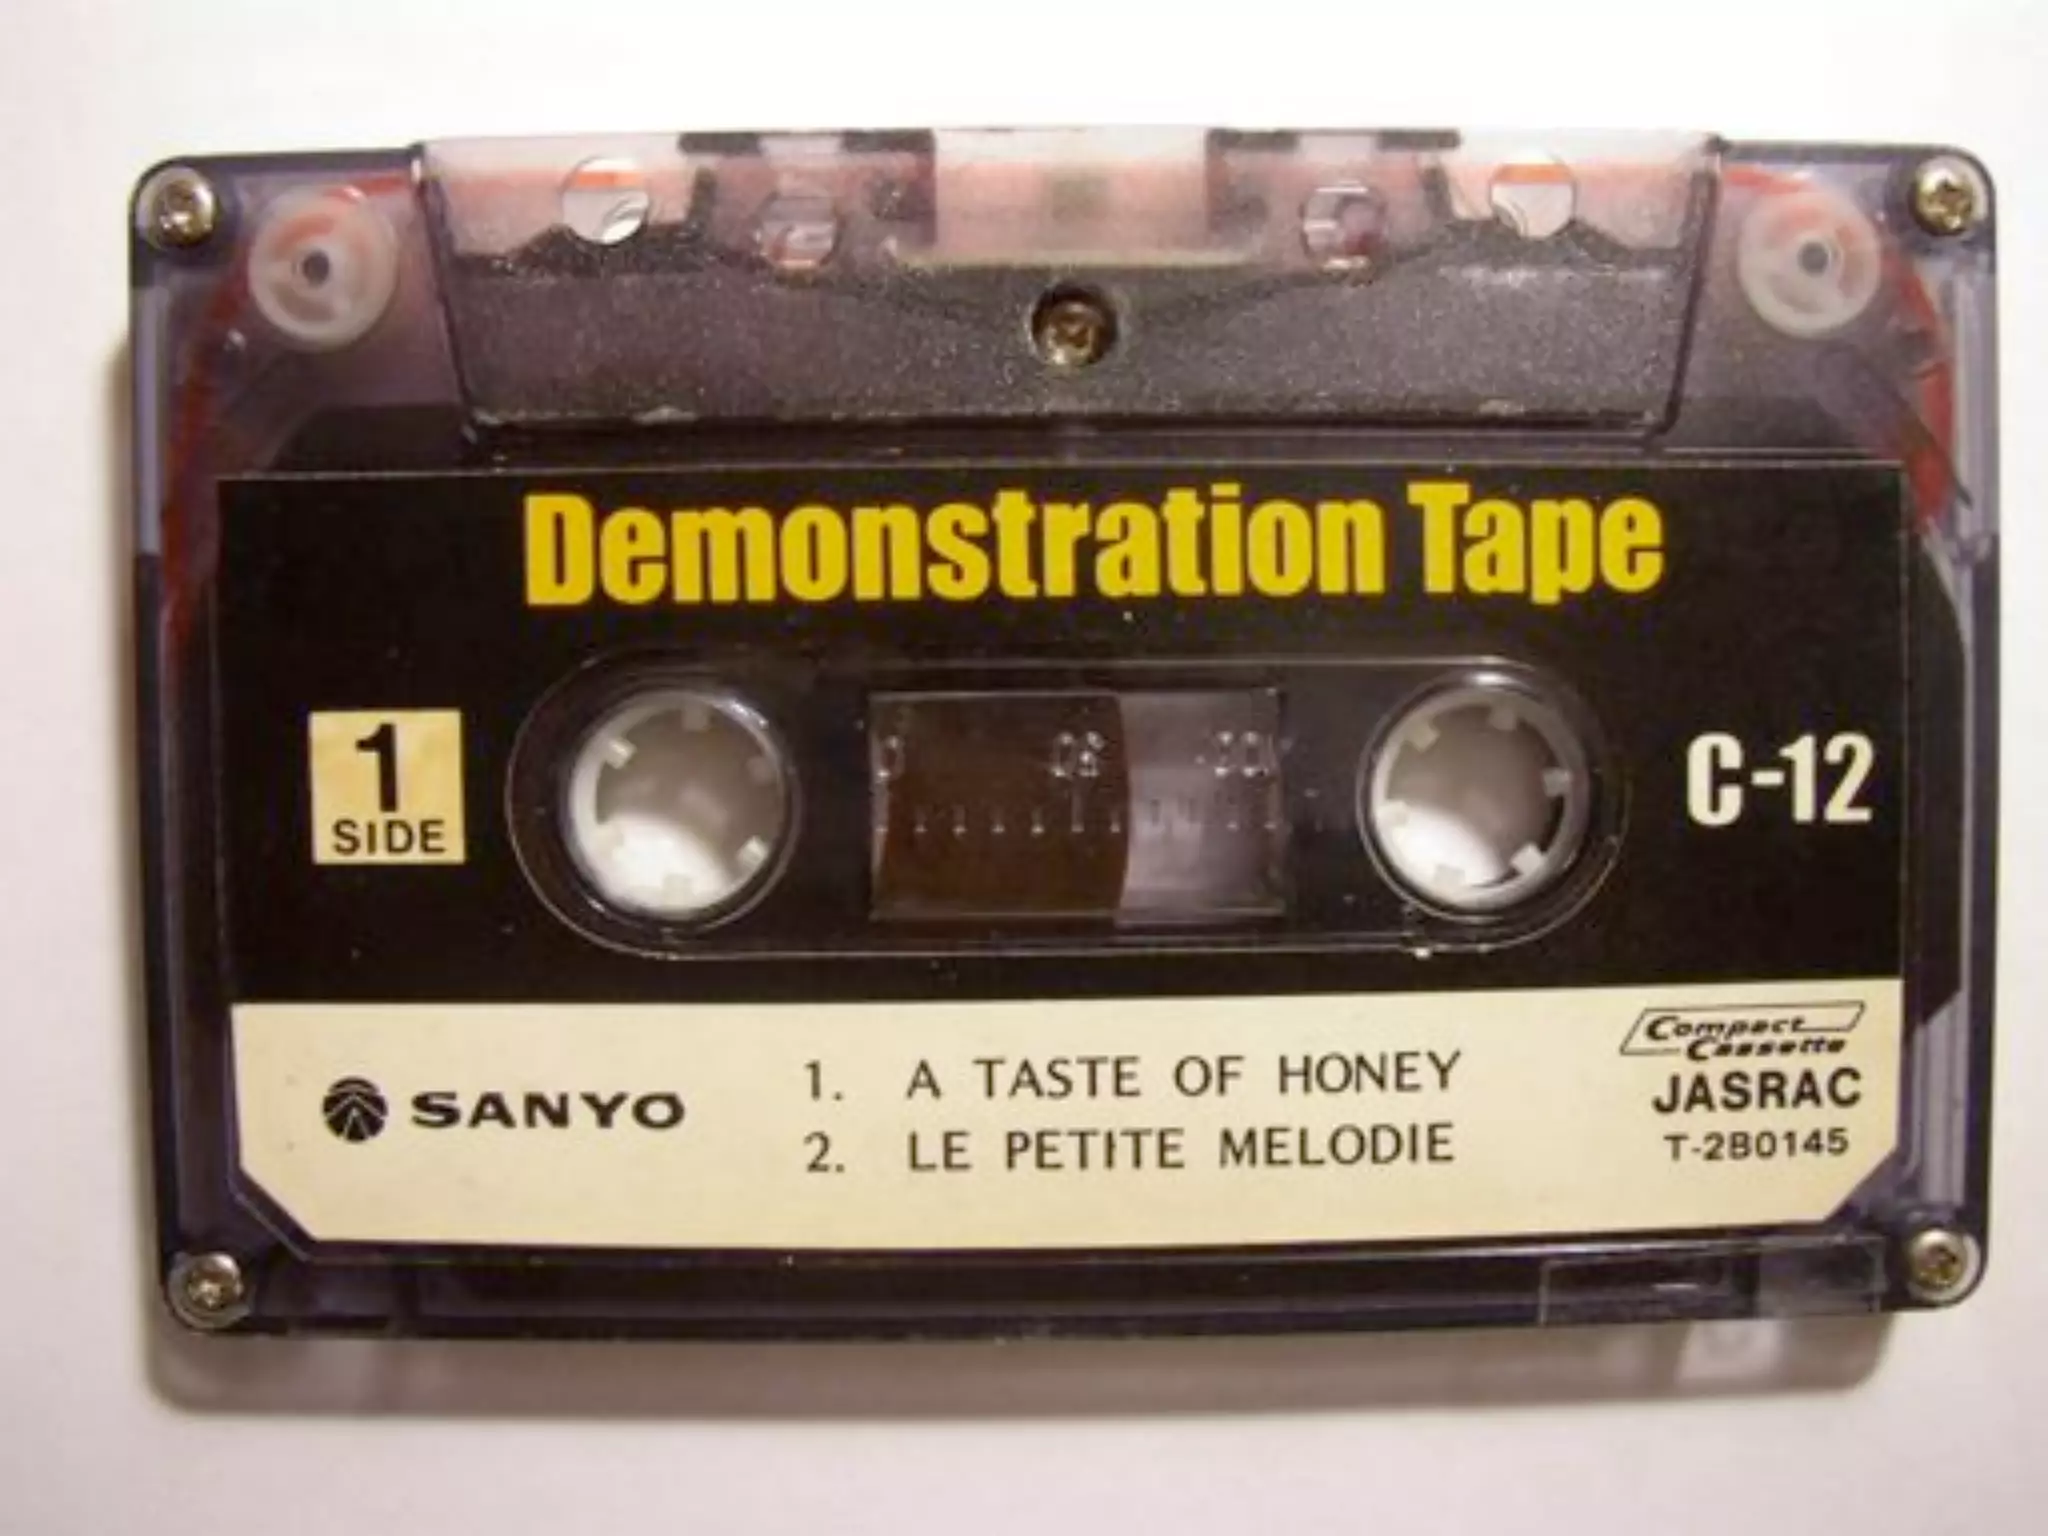 Demonstration Tape
1
SIDE
C-12
SANYO
1. A TASTE OF HONEY
2. LE PETITE MELODIE
Compact
Cassette
JASRAC
T-2B0145